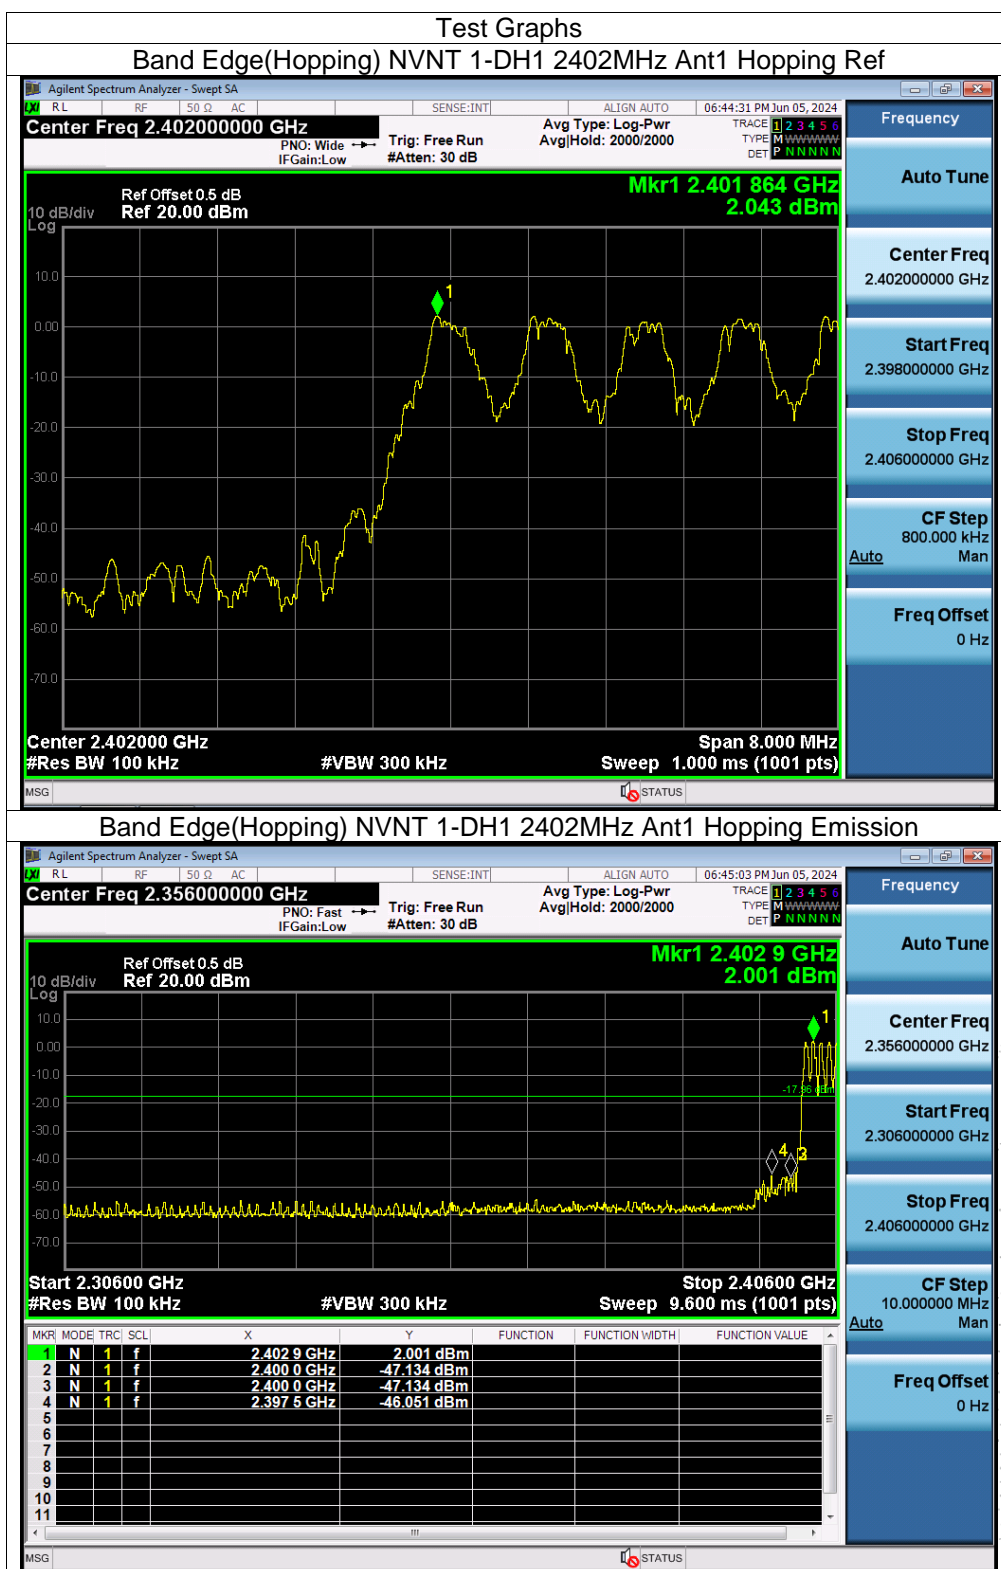 Test Graphs
Band Edge(Hopping) NVNT 1-DH1 2402MHz Ant1 Hopping Ref
Agilent Spectrum Analyzer - Swept SA
LXI RL RF 50 Ω AC SENSE:INT ALIGN AUTO 06:44:31 PM Jun 05, 2024
Center Freq 2.402000000 GHz
PNO: Wide
IFGain:Low
Trig: Free Run
#Atten: 30 dB
Avg Type: Log-Pwr
Avg|Hold: 2000/2000
TRACE 1 2 3 4 5 6
TYPE M W W W W W
DET P N N N N N
Frequency
Mkr1 2.401 864 GHz
2.043 dBm
Ref Offset 0.5 dB
10 dB/div Ref 20.00 dBm
Log
10.0
0.00
-10.0
-20.0
-30.0
-40.0
-50.0
-60.0
-70.0
1
Center 2.402000 GHz Span 8.000 MHz
#Res BW 100 kHz #VBW 300 kHz Sweep 1.000 ms (1001 pts)
Auto Tune
Center Freq
2.402000000 GHz
Start Freq
2.398000000 GHz
Stop Freq
2.406000000 GHz
CF Step
800.000 kHz
Auto Man
Freq Offset
0 Hz
MSG STATUS
Band Edge(Hopping) NVNT 1-DH1 2402MHz Ant1 Hopping Emission
Agilent Spectrum Analyzer - Swept SA
LXI RL RF 50 Ω AC SENSE:INT ALIGN AUTO 06:45:03 PM Jun 05, 2024
Center Freq 2.356000000 GHz
PNO: Fast
IFGain:Low
Trig: Free Run
#Atten: 30 dB
Avg Type: Log-Pwr
Avg|Hold: 2000/2000
TRACE 1 2 3 4 5 6
TYPE M W W W W W
DET P N N N N N
Frequency
Mkr1 2.402 9 GHz
2.001 dBm
Ref Offset 0.5 dB
10 dB/div Ref 20.00 dBm
Log
10.0
0.00
-10.0
-20.0
-30.0
-40.0
-50.0
-60.0
-70.0
1
-17.96 dBm
4 3
Start 2.30600 GHz Stop 2.40600 GHz
#Res BW 100 kHz #VBW 300 kHz Sweep 9.600 ms (1001 pts)
MKR MODE TRC SCL X Y FUNCTION FUNCTION WIDTH FUNCTION VALUE
1 N 1 f 2.402 9 GHz 2.001 dBm
2 N 1 f 2.400 0 GHz -47.134 dBm
3 N 1 f 2.400 0 GHz -47.134 dBm
4 N 1 f 2.397 5 GHz -46.051 dBm
5
6
7
8
9
10
11
Auto Tune
Center Freq
2.356000000 GHz
Start Freq
2.306000000 GHz
Stop Freq
2.406000000 GHz
CF Step
10.000000 MHz
Auto Man
Freq Offset
0 Hz
MSG STATUS